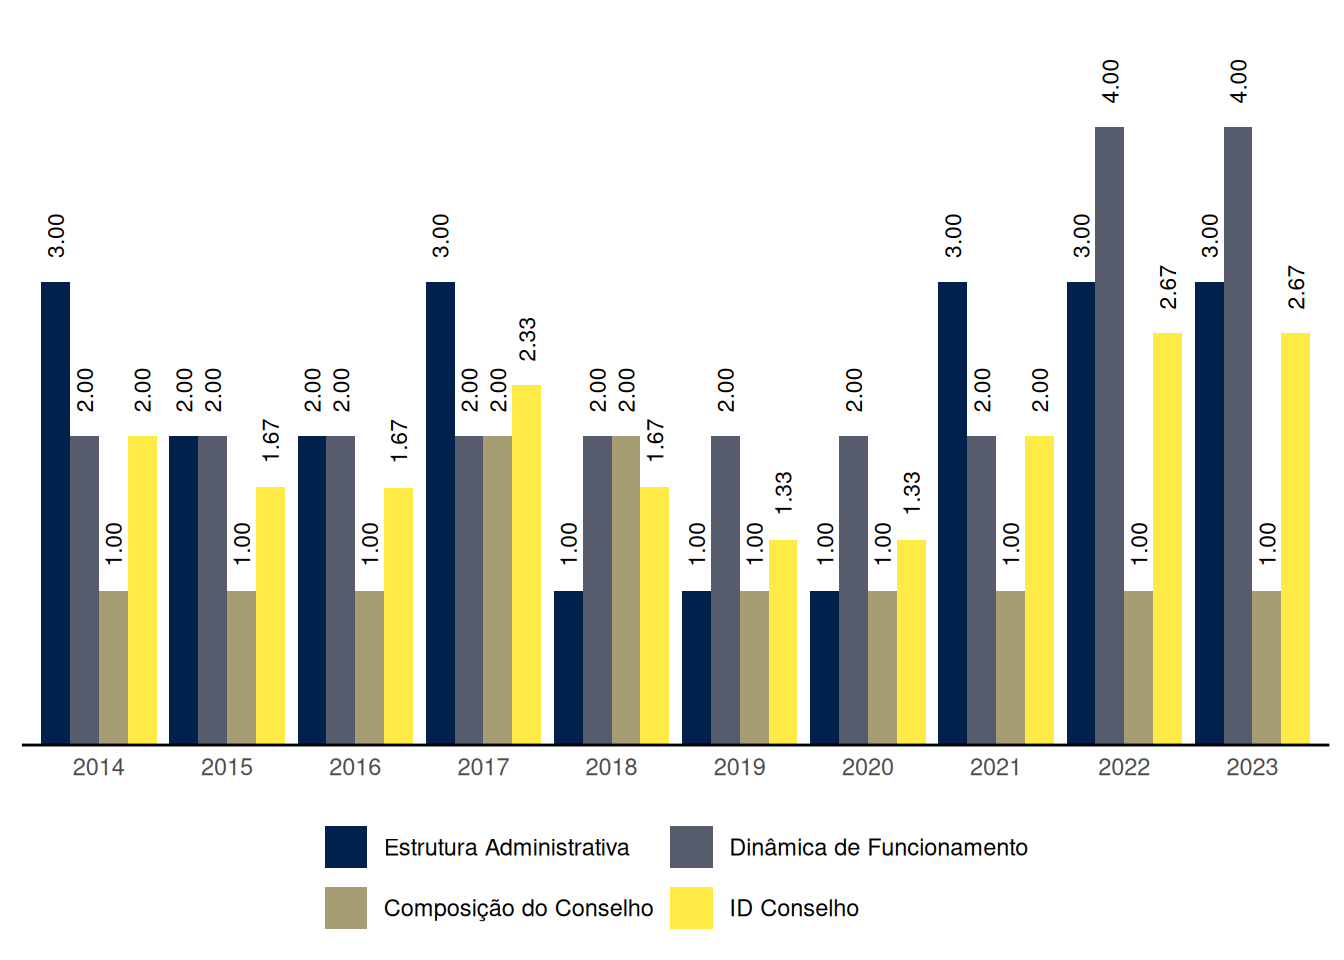 4.00 4.00
3.00 3.00 3.00 3.00 3.00
2.67 2.67
2.33
2.00 2.00 2.00 2.00 2.00 2.00 2.00 2.00 2.00 2.00 2.00 2.00 2.00 2.00
1.67 1.67 1.67
1.33 1.33
1.00 1.00 1.00 1.00 1.00 1.00 1.00 1.00 1.00 1.00 1.00
2014 2015 2016 2017 2018 2019 2020 2021 2022 2023
Estrutura Administrativa Dinâmica de Funcionamento
Composição do Conselho ID Conselho